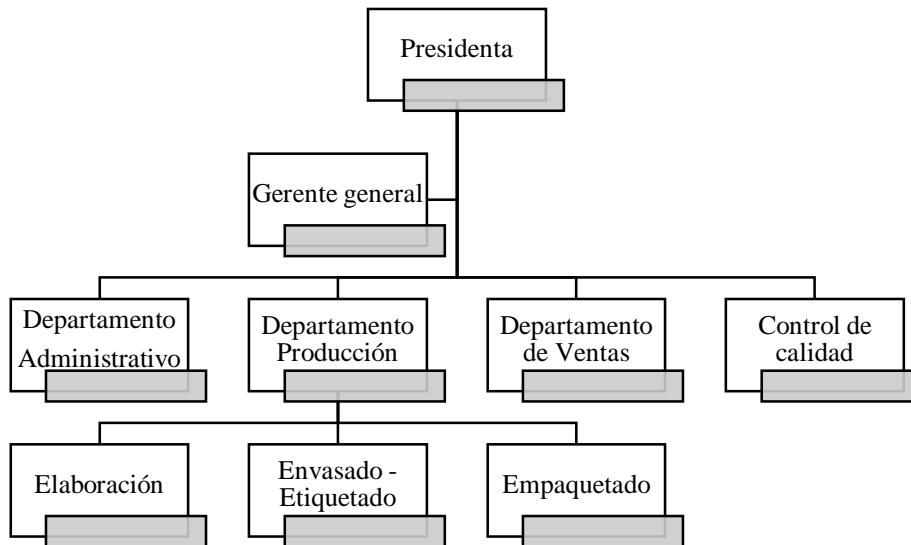 Presidenta
Gerente general
Departamento
Administrativo
Departamento
Producción
Departamento
de Ventas
Control de
calidad
Elaboración
Envasado -
Etiquetado
Empaquetado